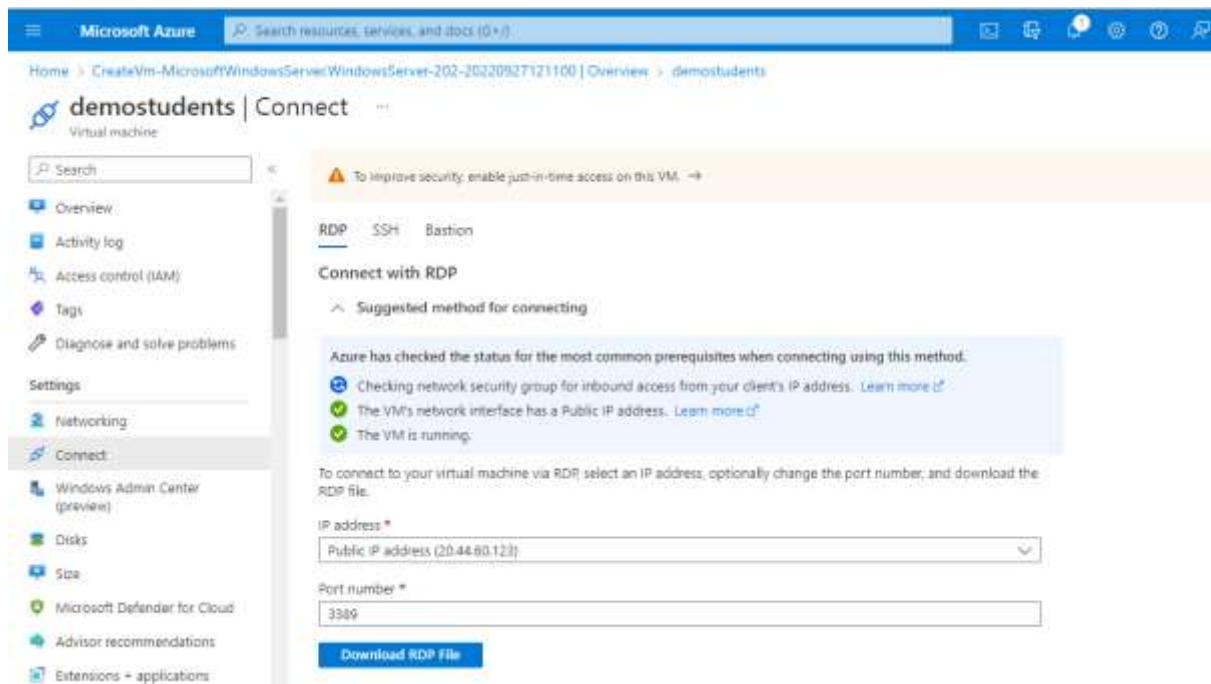 Microsoft Azure
Search resources, services, and docs (G+/)
1
Home > CreateVm-MicrosoftWindowsServer.WindowsServer-202-20220927121100 | Overview > demostudents
demostudents | Connect ...
Virtual machine
Search
«
To improve security, enable just-in-time access on this VM. →
Overview
Activity log
Access control (IAM)
Tags
Diagnose and solve problems
Settings
Networking
Connect
Windows Admin Center
(preview)
Disks
Size
Microsoft Defender for Cloud
Advisor recommendations
Extensions + applications
RDP SSH Bastion
Connect with RDP
Suggested method for connecting
Azure has checked the status for the most common prerequisites when connecting using this method.
Checking network security group for inbound access from your client's IP address. Learn more
The VM's network interface has a Public IP address. Learn more
The VM is running.
To connect to your virtual machine via RDP, select an IP address, optionally change the port number, and download the
RDP file.
IP address *
Public IP address (20.44.60.123)
Port number *
3389
Download RDP File